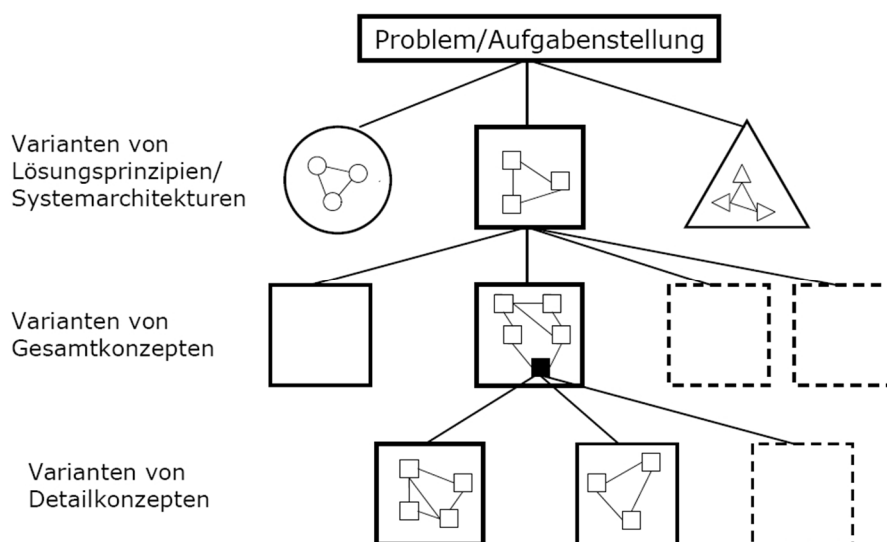 Problem/Aufgabenstellung
Varianten von
Lösungsprinzipien/
Systemarchitekturen
Varianten von
Gesamtkonzepten
Varianten von
Detailkonzepten